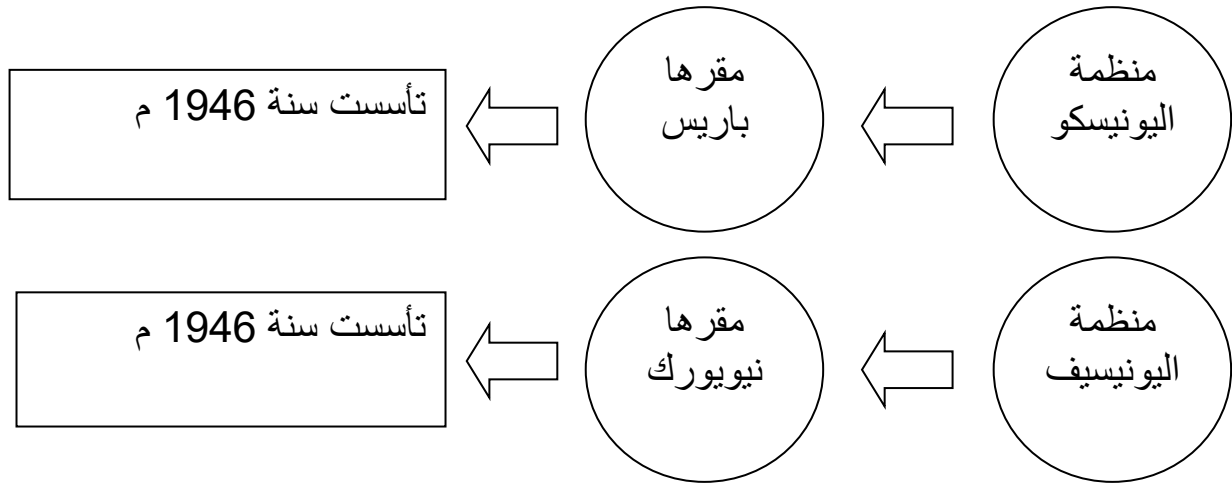 منظمة
اليونيسكو
مقرها
باريس
تأسست سنة 1946 م
منظمة
اليونيسيف
مقرها
نيويورك
تأسست سنة 1946 م